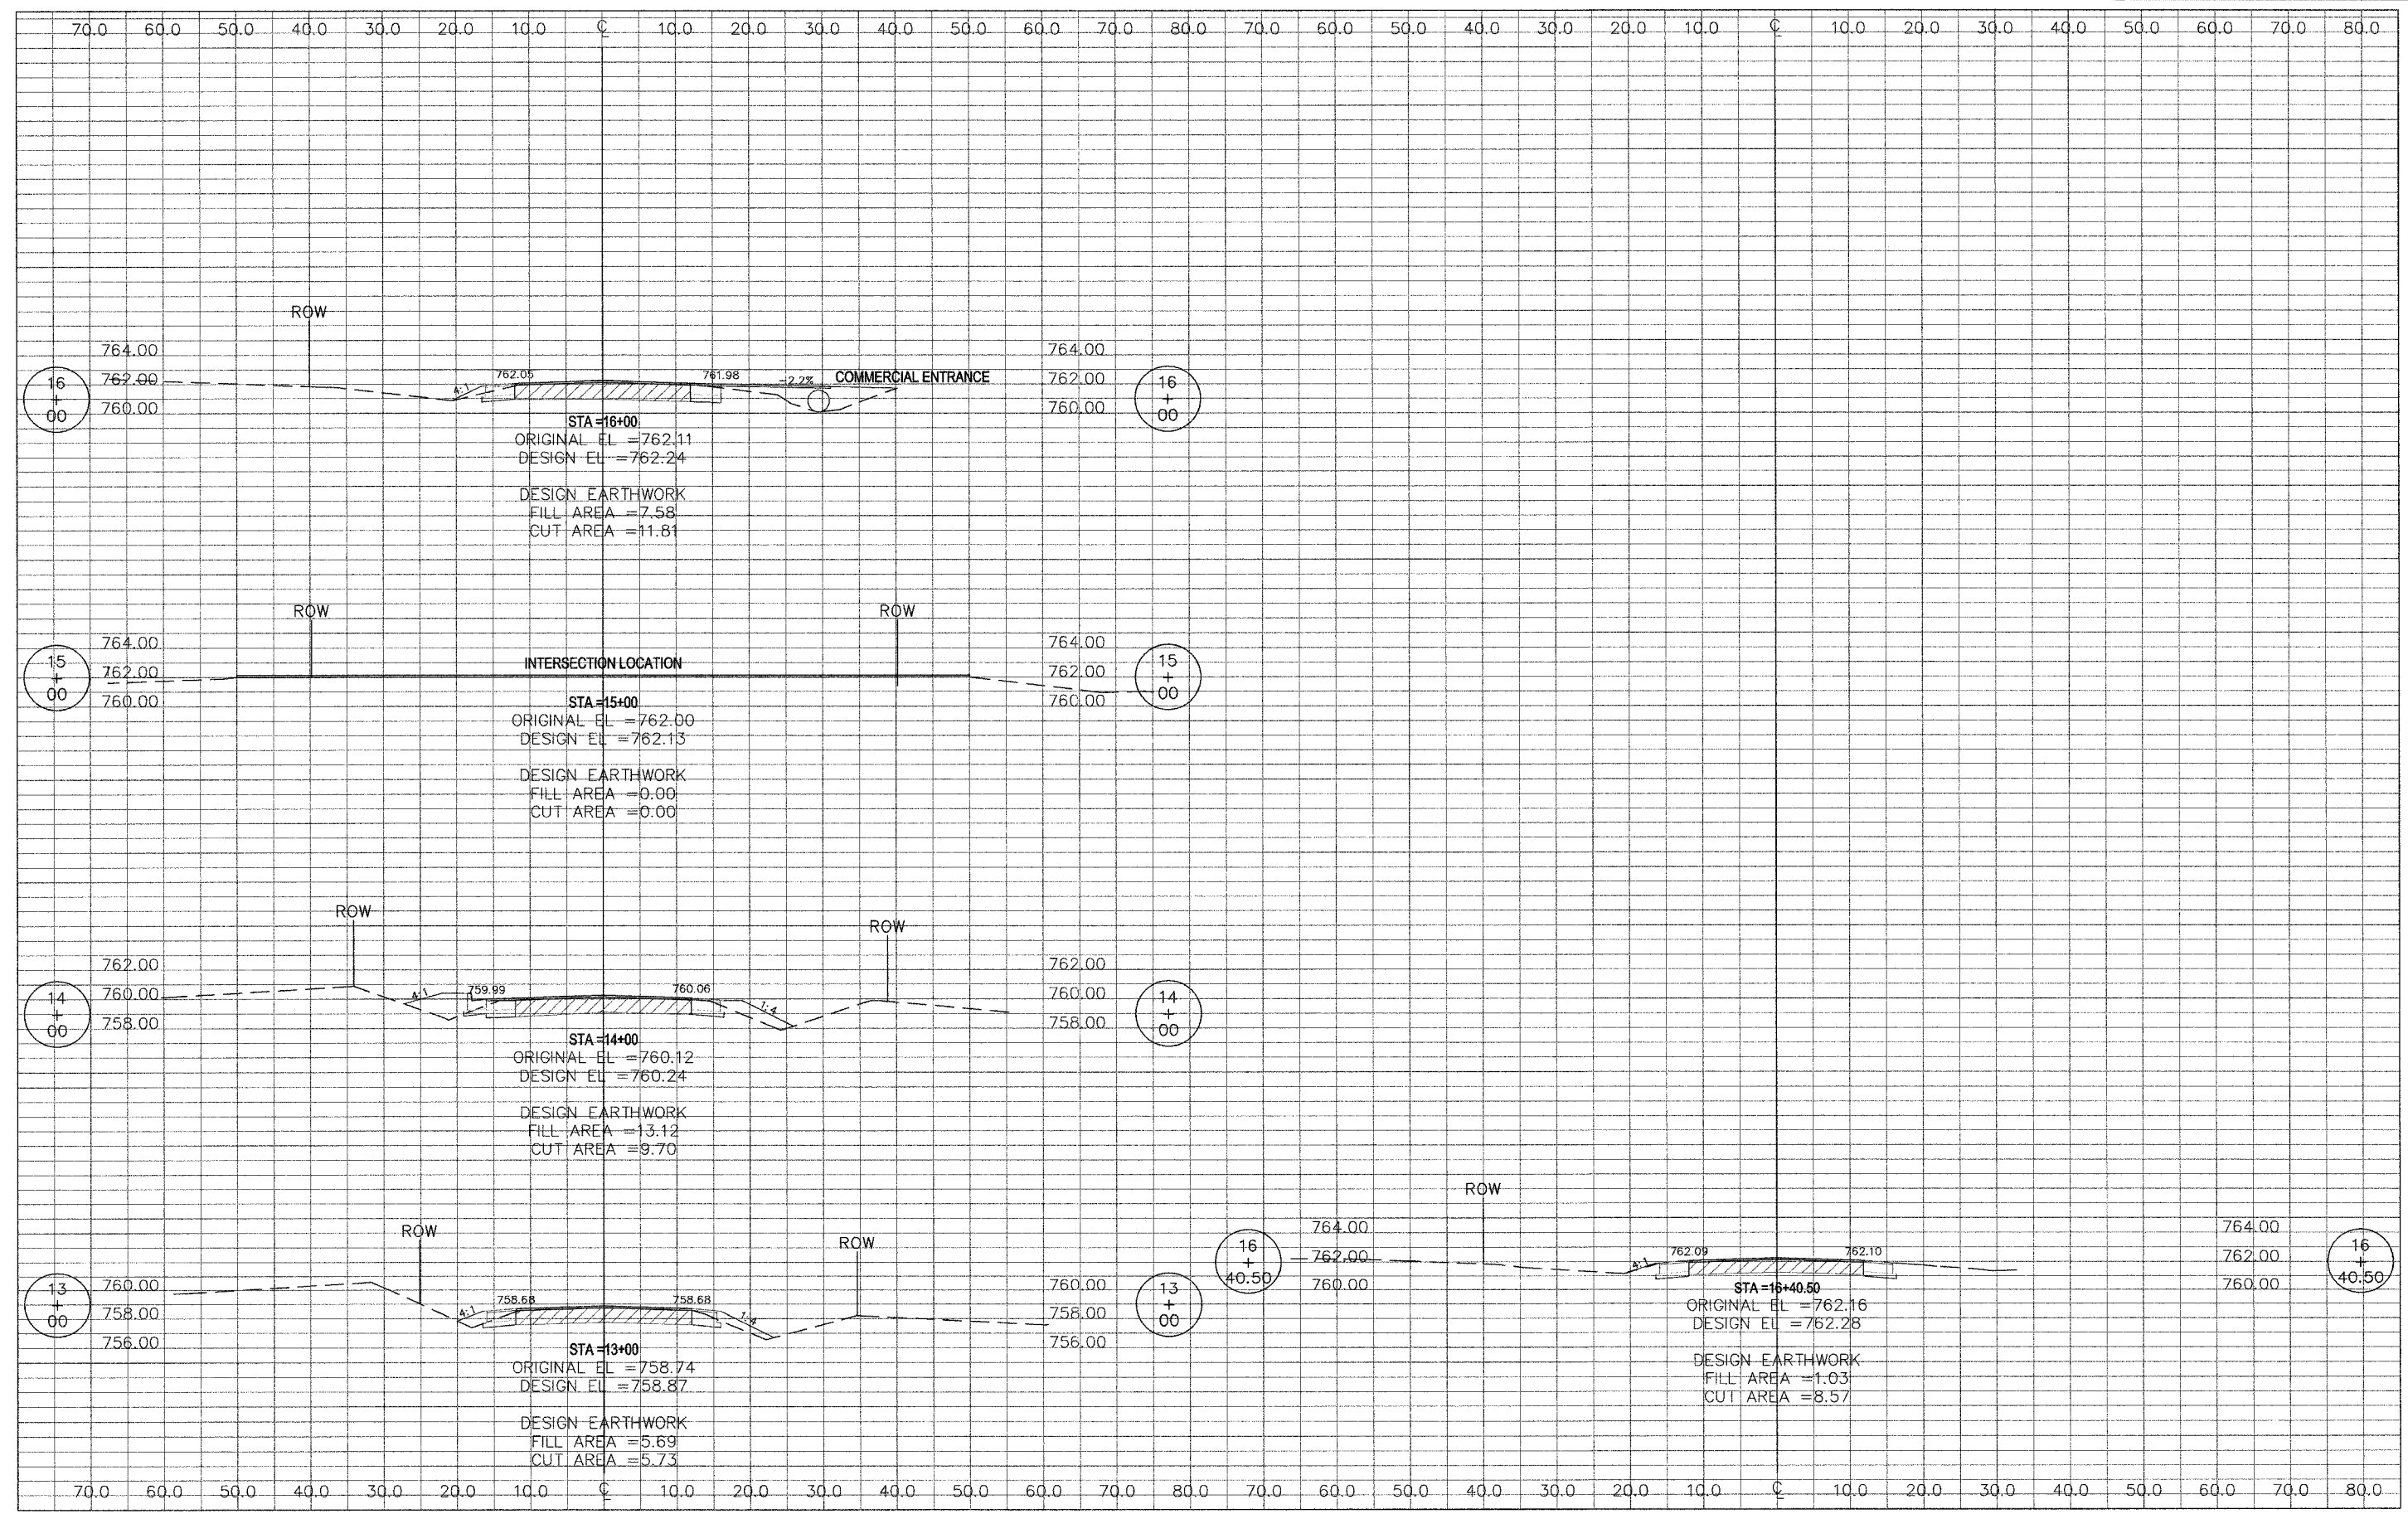 70.0 60.0 50.0 40.0 30.0 20.0 10.0 ℄ 10.0 20.0 30.0 40.0 50.0 60.0 70.0 80.0 70.0 60.0 50.0 40.0 30.0 20.0 10.0 ℄ 10.0 20.0 30.0 40.0 50.0 60.0 70.0 80.0
ROW
764.00 764.00
16 + 00 762.00 4:1 762.05 761.98 -2.2% COMMERCIAL ENTRANCE 762.00 16 + 00
760.00 760.00
STA =16+00
ORIGINAL EL =762.11
DESIGN EL =762.24
DESIGN EARTHWORK
FILL AREA =7.58
CUT AREA =11.81
ROW ROW
764.00 764.00
INTERSECTION LOCATION
15 + 00 762.00 762.00 15 + 00
760.00 760.00
STA =15+00
ORIGINAL EL =762.00
DESIGN EL =762.13
DESIGN EARTHWORK
FILL AREA =0.00
CUT AREA =0.00
ROW ROW
762.00 762.00
14 + 00 760.00 4:1 759.99 760.06 1:4 760.00 14 + 00
758.00 758.00
STA =14+00
ORIGINAL EL =760.12
DESIGN EL =760.24
DESIGN EARTHWORK
FILL AREA =13.12
CUT AREA =9.70
ROW ROW
760.00 760.00
13 + 00 758.00 4:1 758.68 758.68 1:4 758.00 13 + 00
756.00 756.00
STA =13+00
ORIGINAL EL =758.74
DESIGN EL =758.87
DESIGN EARTHWORK
FILL AREA =5.69
CUT AREA =5.73
ROW
764.00 764.00
16 + 40.50 762.00 4:1 762.09 762.10 762.00 16 + 40.50
760.00 760.00
STA =16+40.50
ORIGINAL EL =762.16
DESIGN EL =762.28
DESIGN EARTHWORK
FILL AREA =1.03
CUT AREA =8.57
70.0 60.0 50.0 40.0 30.0 20.0 10.0 ℄ 10.0 20.0 30.0 40.0 50.0 60.0 70.0 80.0 70.0 60.0 50.0 40.0 30.0 20.0 10.0 ℄ 10.0 20.0 30.0 40.0 50.0 60.0 70.0 80.0